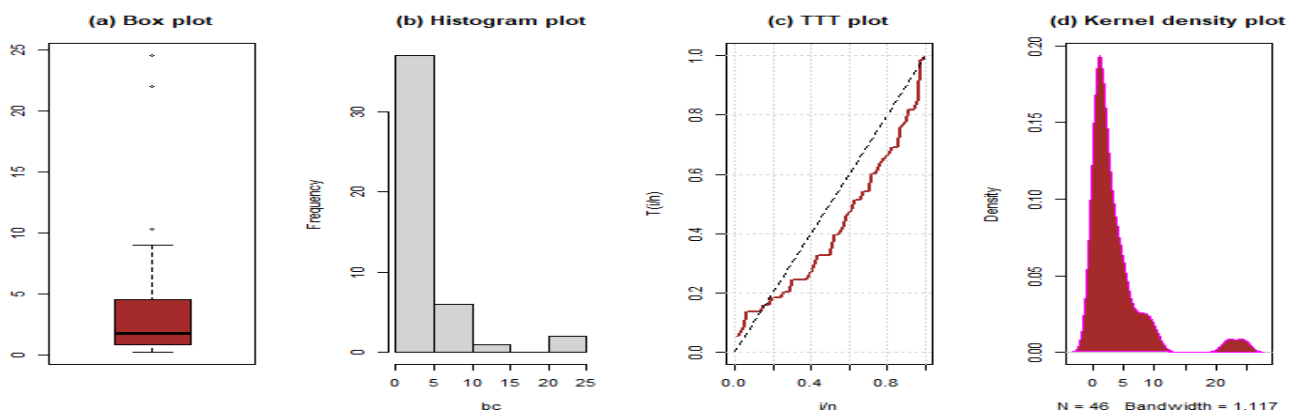 (a) Box plot
25
20
15
10
5
0
(b) Histogram plot
Frequency
30
20
10
0
0 5 10 15 20 25
bc
(c) TTT plot
T(i/n)
1.0
0.8
0.6
0.4
0.2
0.0
0.0 0.4 0.8
i/n
(d) Kernel density plot
Density
0.20
0.15
0.10
0.05
0.00
0 5 10 20
N = 46 Bandwidth = 1.117